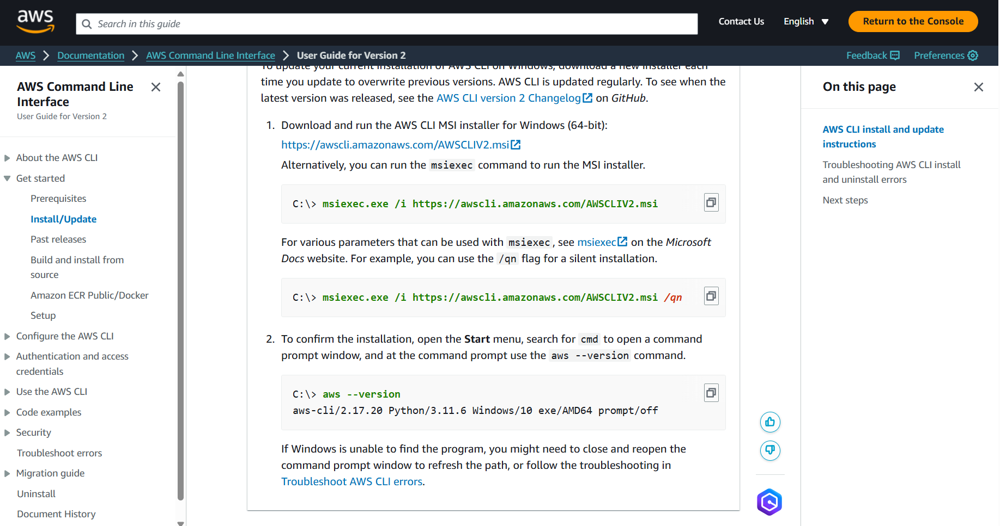 aws
Search in this guide
Contact Us
English
Return to the Console
AWS
Documentation
AWS Command Line Interface
User Guide for Version 2
Feedback
Preferences
AWS Command Line
Interface
User Guide for Version 2
About the AWS CLI
Get started
Prerequisites
Install/Update
Past releases
Build and install from
source
Amazon ECR Public/Docker
Setup
Configure the AWS CLI
Authentication and access
credentials
Use the AWS CLI
Code examples
Security
Troubleshoot errors
Migration guide
Uninstall
Document History
To update your current installation of AWS CLI on Windows, download a new installer each
time you update to overwrite previous versions. AWS CLI is updated regularly. To see when the
latest version was released, see the AWS CLI version 2 Changelog on GitHub.
1. Download and run the AWS CLI MSI installer for Windows (64-bit):
https://awscli.amazonaws.com/AWSCLIV2.msi
Alternatively, you can run the msiexec command to run the MSI installer.
C:\> msiexec.exe /i https://awscli.amazonaws.com/AWSCLIV2.msi
For various parameters that can be used with msiexec, see msiexec on the Microsoft
Docs website. For example, you can use the /qn flag for a silent installation.
C:\> msiexec.exe /i https://awscli.amazonaws.com/AWSCLIV2.msi /qn
2. To confirm the installation, open the Start menu, search for cmd to open a command
prompt window, and at the command prompt use the aws --version command.
C:\> aws --version
aws-cli/2.17.20 Python/3.11.6 Windows/10 exe/AMD64 prompt/off
If Windows is unable to find the program, you might need to close and reopen the
command prompt window to refresh the path, or follow the troubleshooting in
Troubleshoot AWS CLI errors.
On this page
AWS CLI install and update
instructions
Troubleshooting AWS CLI install
and uninstall errors
Next steps